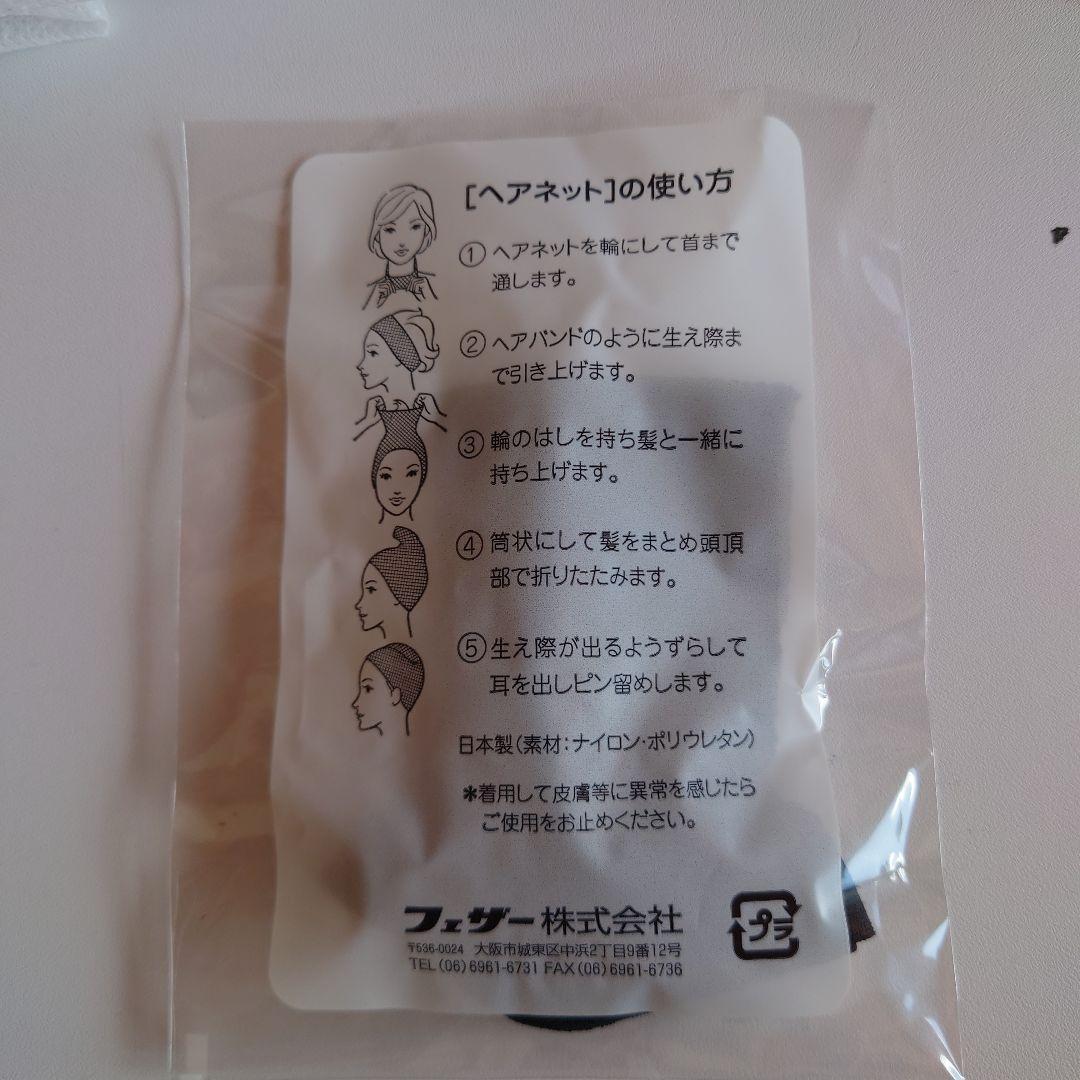 [ヘアネット]の使い方
① ヘアネットを輪にして首まで
通します。
② ヘアバンドのように生え際ま
で引き上げます。
③ 輪のはしを持ち髪と一緒に
持ち上げます。
④ 筒状にして髪をまとめ頭頂
部で折りたたみます。
⑤ 生え際が出るようずらして
耳を出しピン留めします。
日本製(素材:ナイロン・ポリウレタン)
*着用して皮膚等に異常を感じたら
ご使用をお止めください。
フェザー株式会社
〒536-0024 大阪市城東区中浜2丁目9番12号
TEL(06)6961-6731 FAX(06)6961-6736
プラ